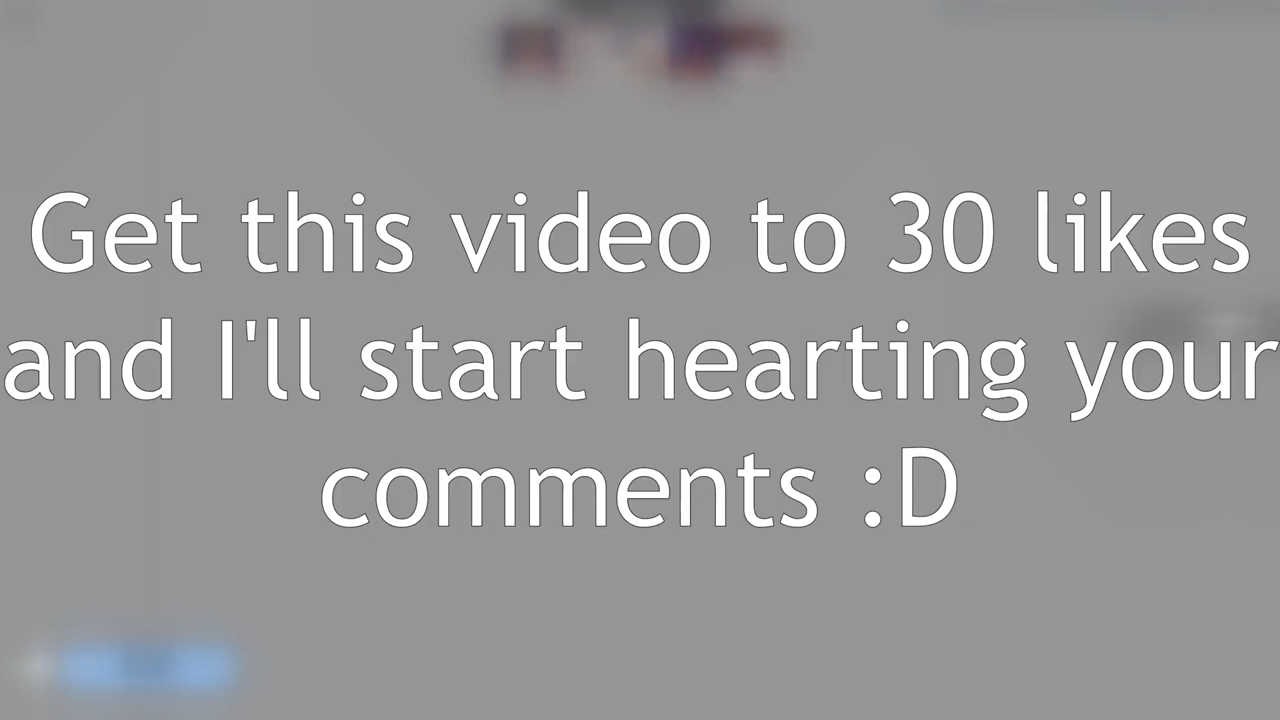 Get this video to 30 likes
and I'll start hearting your
comments :D